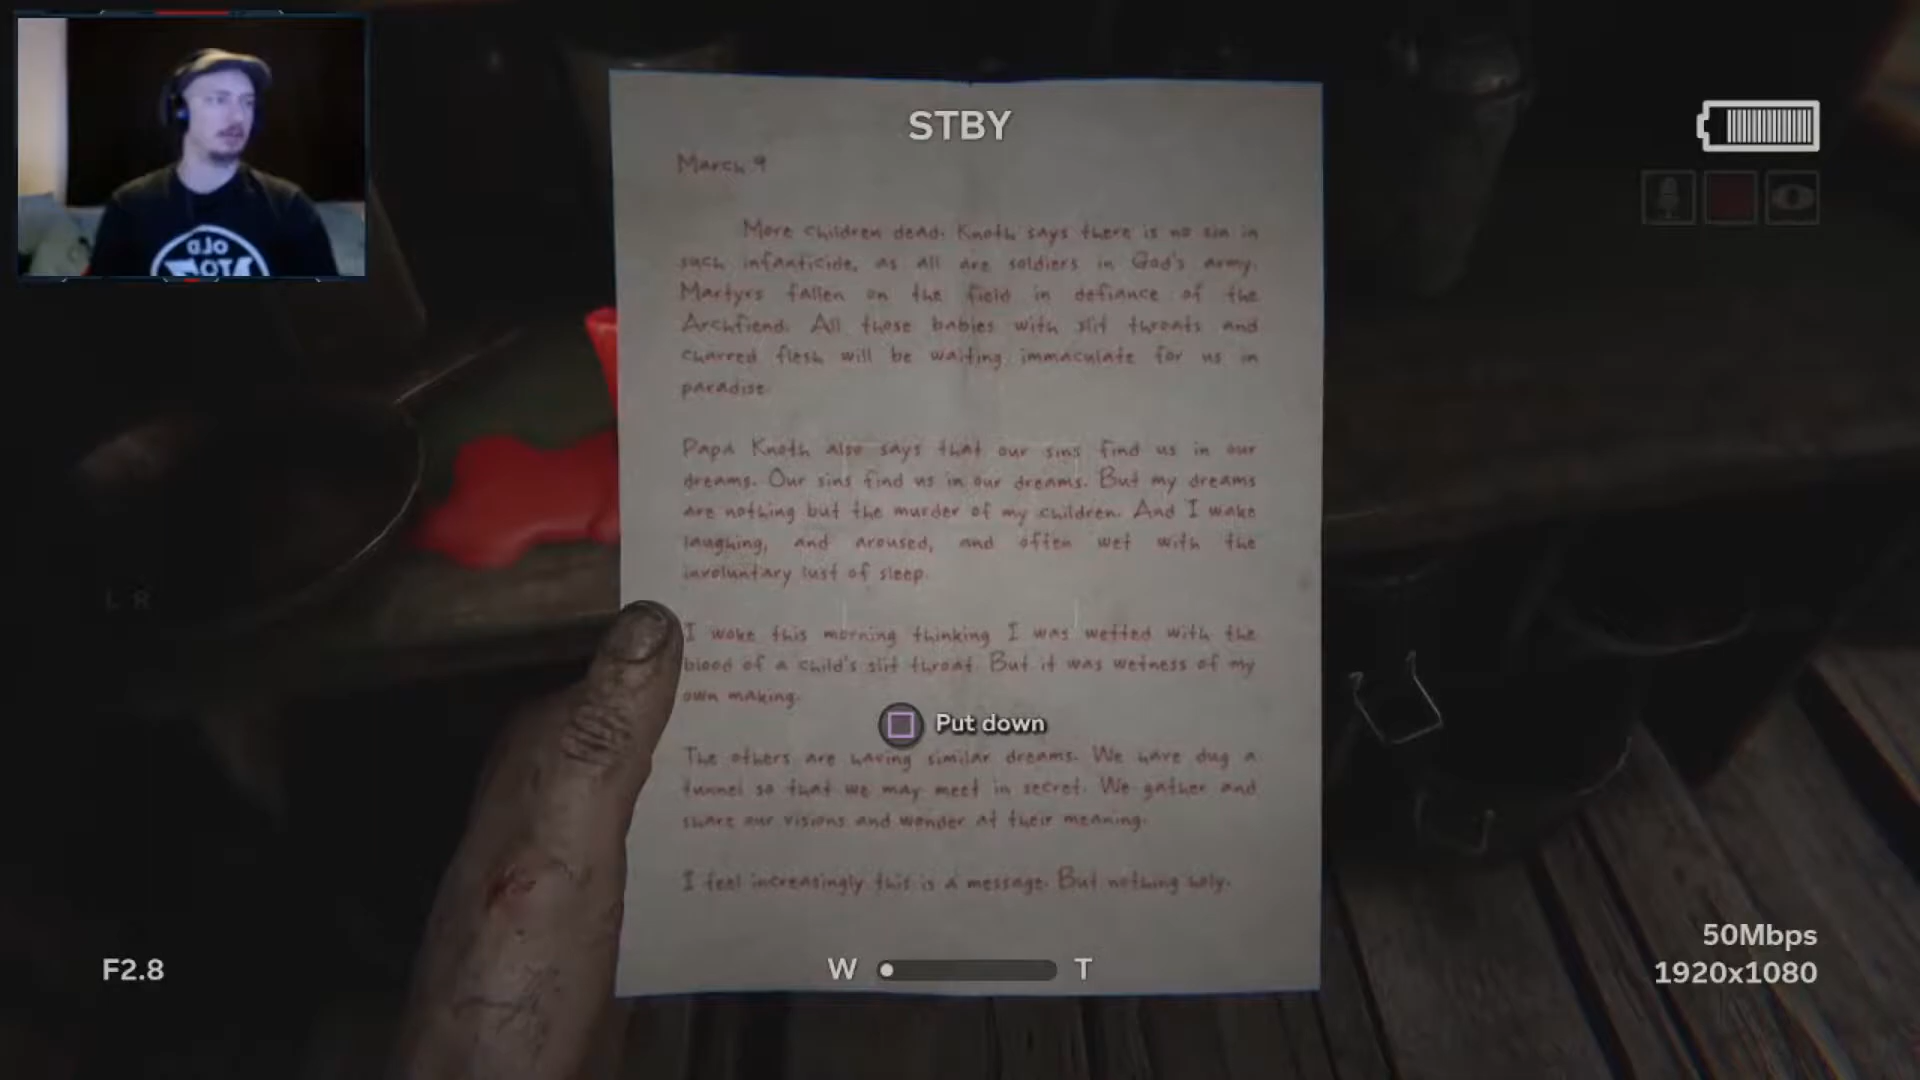 STBY
March 9
More children dead. Knoth says there is no sin in
such infanticide, as all are soldiers in God's army.
Martyrs fallen on the field in defiance of the
Archfiend. All those babies with slit throats and
charred flesh will be waiting immaculate for us in
paradise.
Papa Knoth also says that our sins find us in our
dreams. Our sins find us in our dreams. But my dreams
are nothing but the murder of my children. And I wake
laughing, and aroused, and often wet with the
involuntary lust of sleep.
I woke this morning thinking I was wetted with the
blood of a child's slit throat. But it was wetness of my
own making.
Put down
The others are having similar dreams. We have dug a
tunnel so that we may meet in secret. We gather and
share our visions and wonder at their meaning.
I feel increasingly this is a message. But nothing holy.
F2.8
W T
50Mbps
1920x1080
L R
OLD